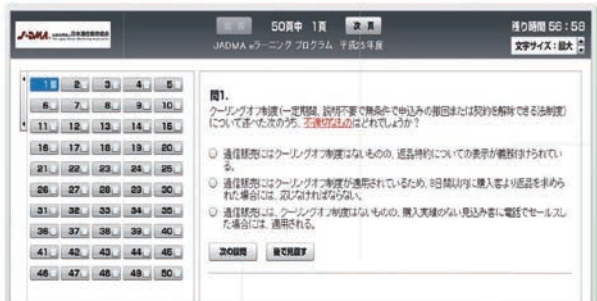 JADMA
前 頁
50頁中 1頁
次 頁
残り時間 56:58
JADMA eラーニング プログラム 平成25年度
文字サイズ:最大
1 2 3 4 5
6 7 8 9 10
11 12 13 14 15
16 17 18 19 20
21 22 23 24 25
26 27 28 29 30
31 32 33 34 35
36 37 38 39 40
41 42 43 44 45
46 47 48 49 50
問1.
クーリングオフ制度(一定期間、説明不要で無条件で申込みの撤回または契約を解除できる法制度)
について述べた次のうち、不適切なものはどれでしょうか?
通信販売にはクーリングオフ制度はないものの、返品特約についての表示が義務付けられてい
る。
通信販売にはクーリングオフ制度が適用されているため、8日間以内に購入者より返品を求めら
れた場合には、応じなければならない。
通信販売には、クーリングオフ制度はないものの、購入実績のない見込み客に電話でセールスし
た場合には、適用される。
次の設問
後で見直す